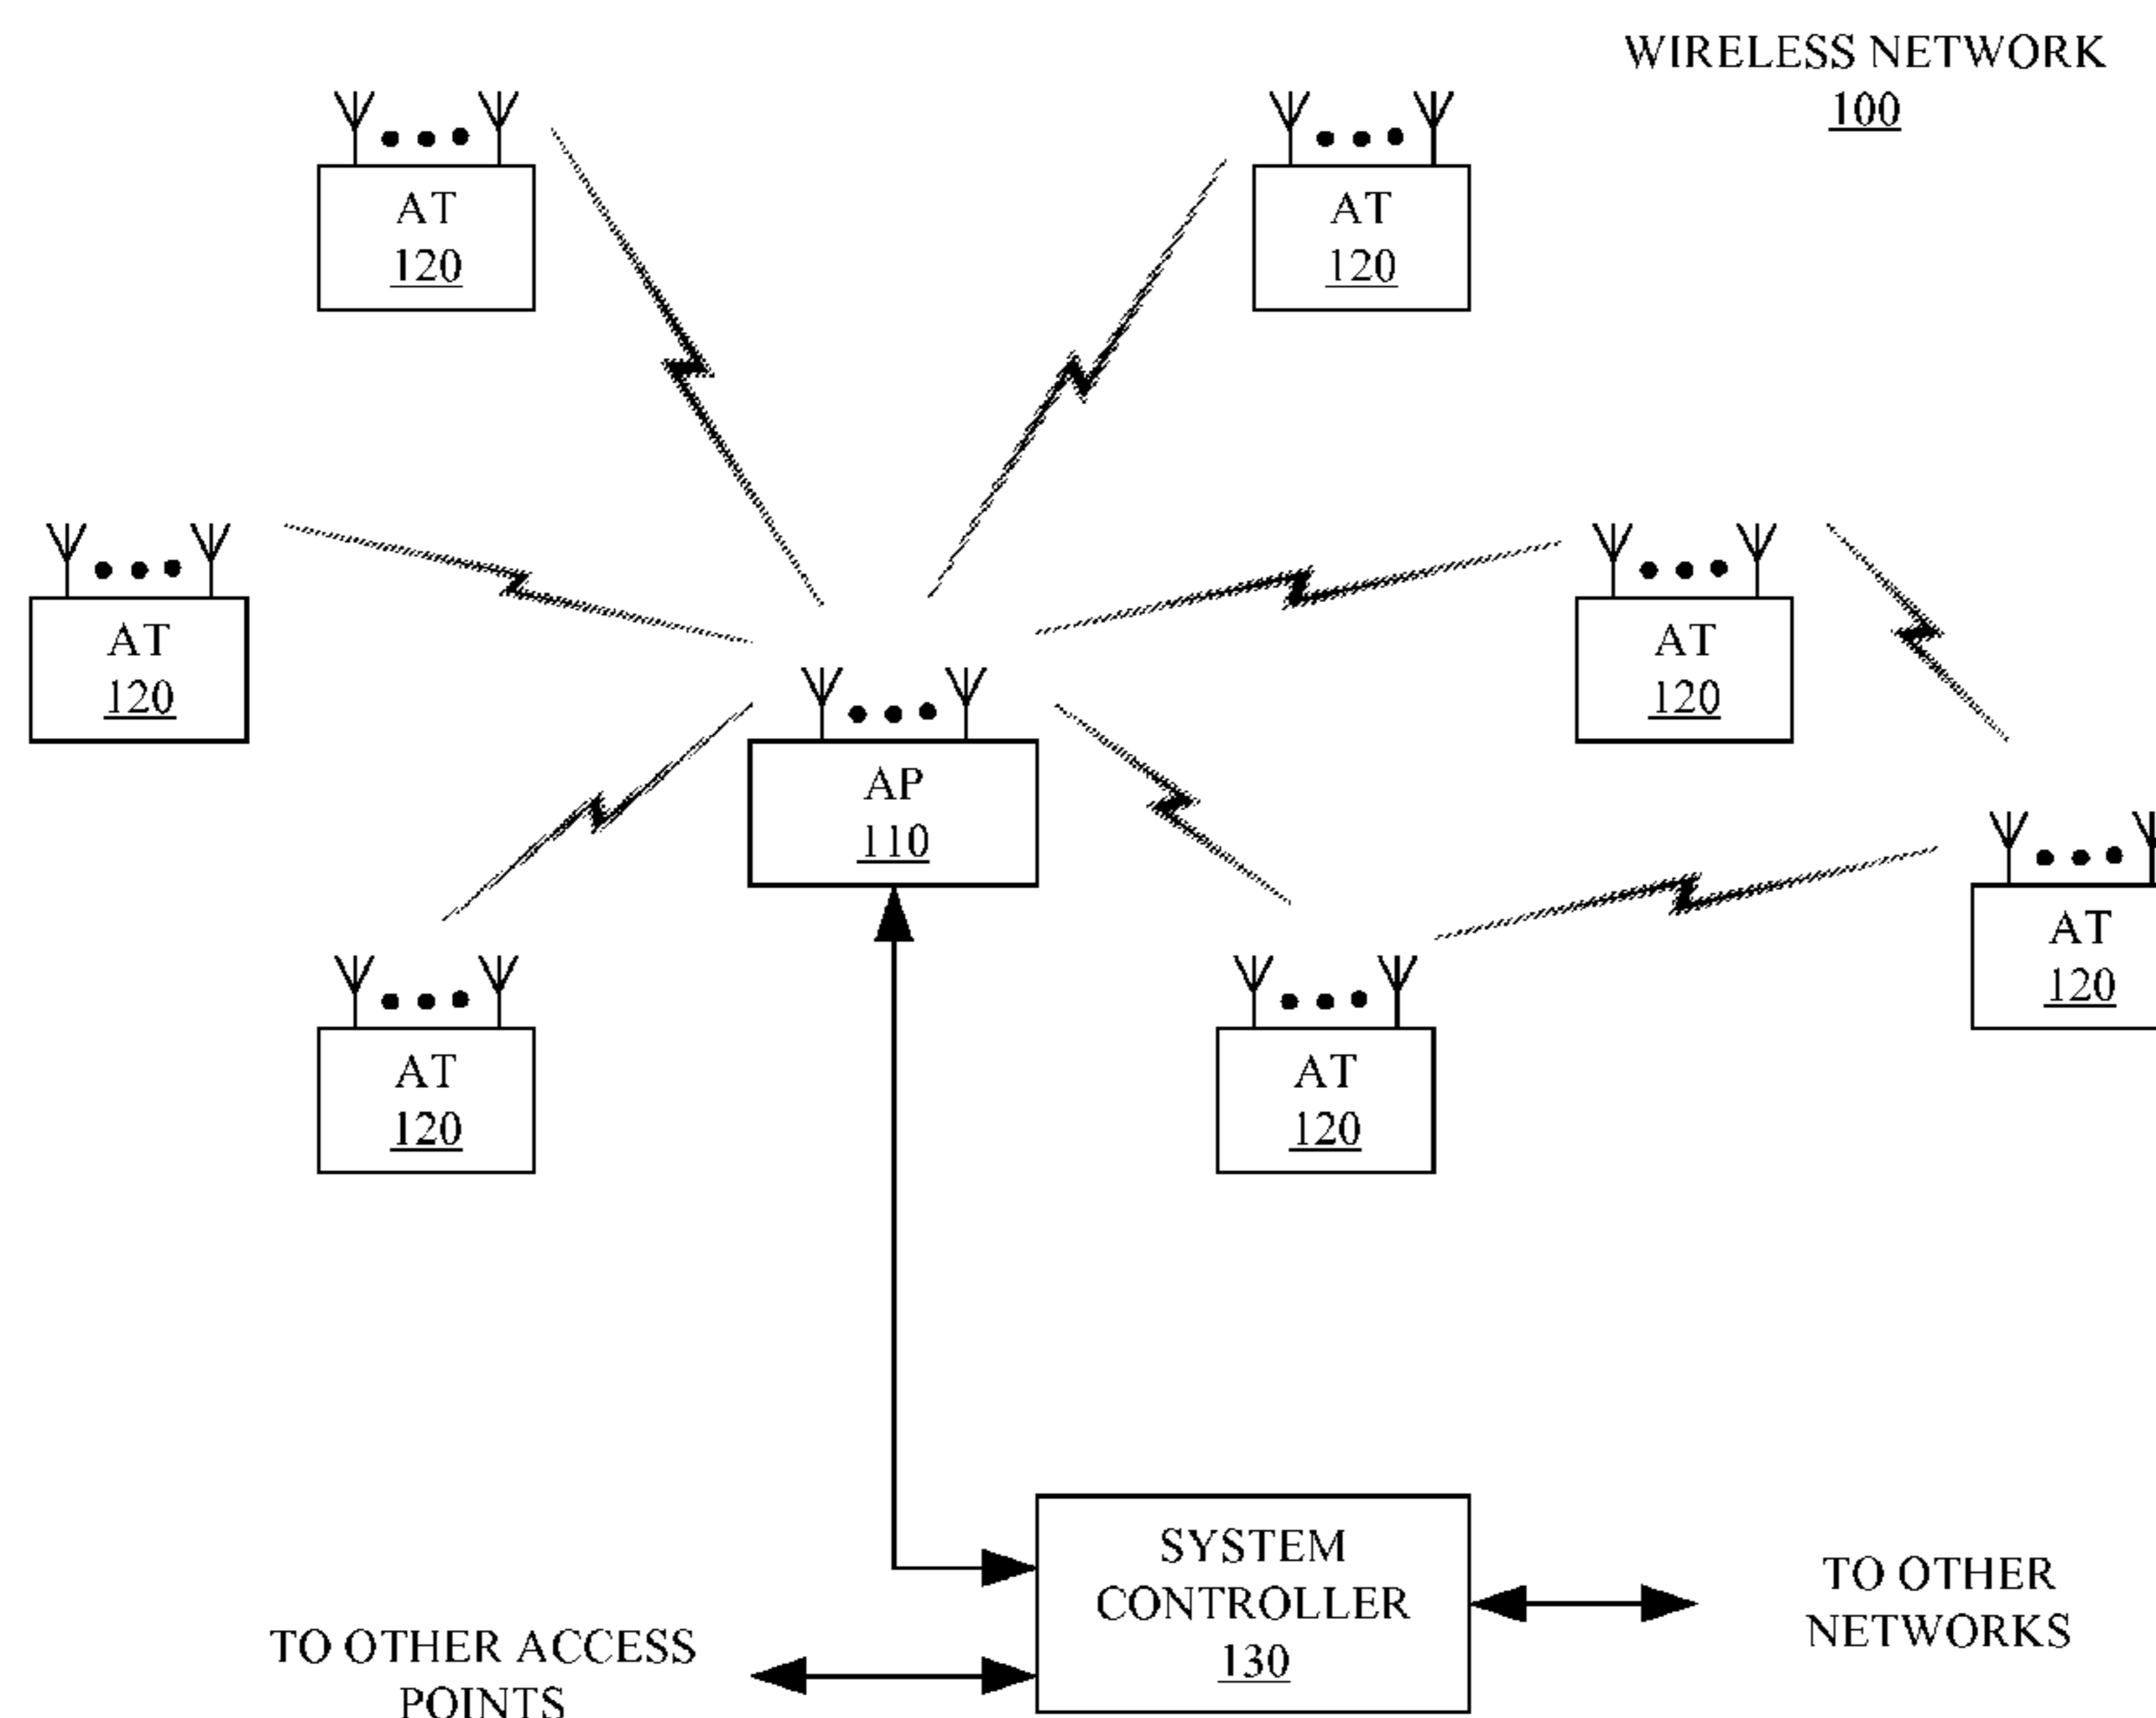 WIRELESS NETWORK
100
AT
120
AT
120
AT
120
AT
120
AP
110
AT
120
AT
120
AT
120
SYSTEM
CONTROLLER
130
TO OTHER
NETWORKS
TO OTHER ACCESS
POINTS